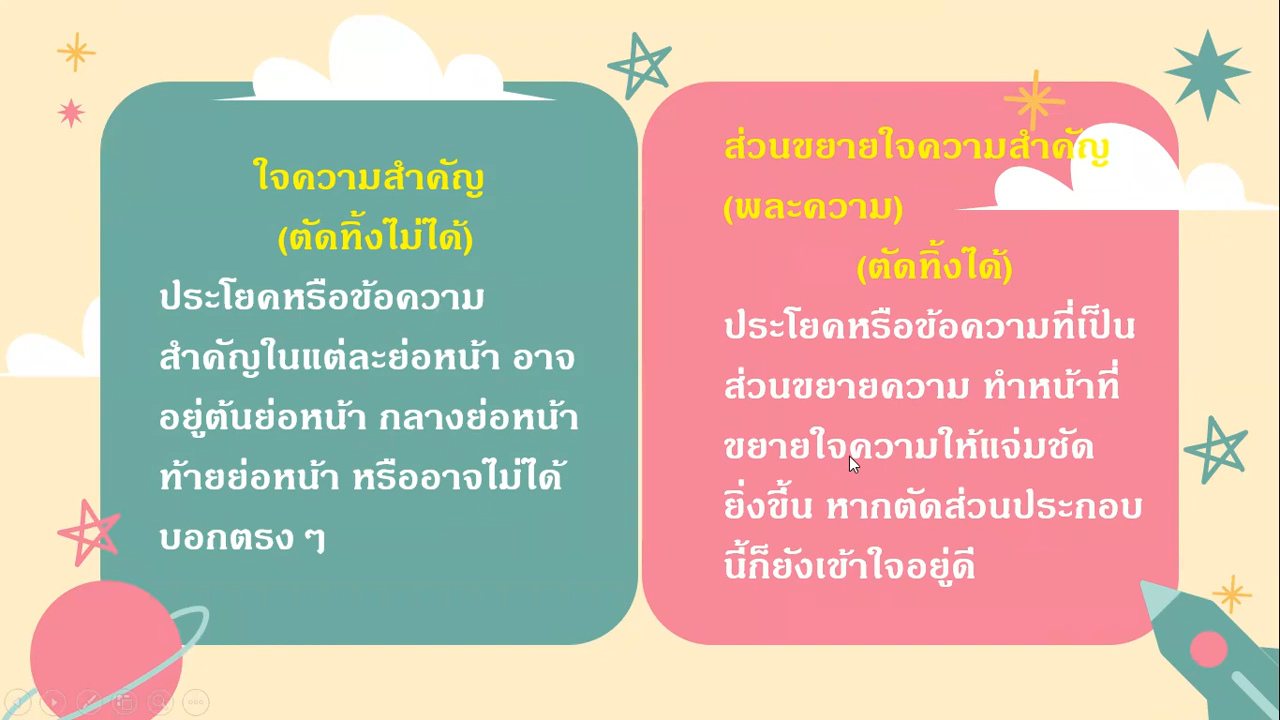 ใจความสำคัญ
(ตัดทิ้งไม่ได้)
ประโยคหรือข้อความ
สำคัญในแต่ละย่อหน้า อาจ
อยู่ต้นย่อหน้า กลางย่อหน้า
ท้ายย่อหน้า หรืออาจไม่ได้
บอกตรง ๆ
ส่วนขยายใจความสำคัญ
(พละความ)
(ตัดทิ้งได้)
ประโยคหรือข้อความที่เป็น
ส่วนขยายความ ทำหน้าที่
ขยายใจความให้แจ่มชัด
ยิ่งขึ้น หากตัดส่วนประกอบ
นี้ก็ยังเข้าใจอยู่ดี